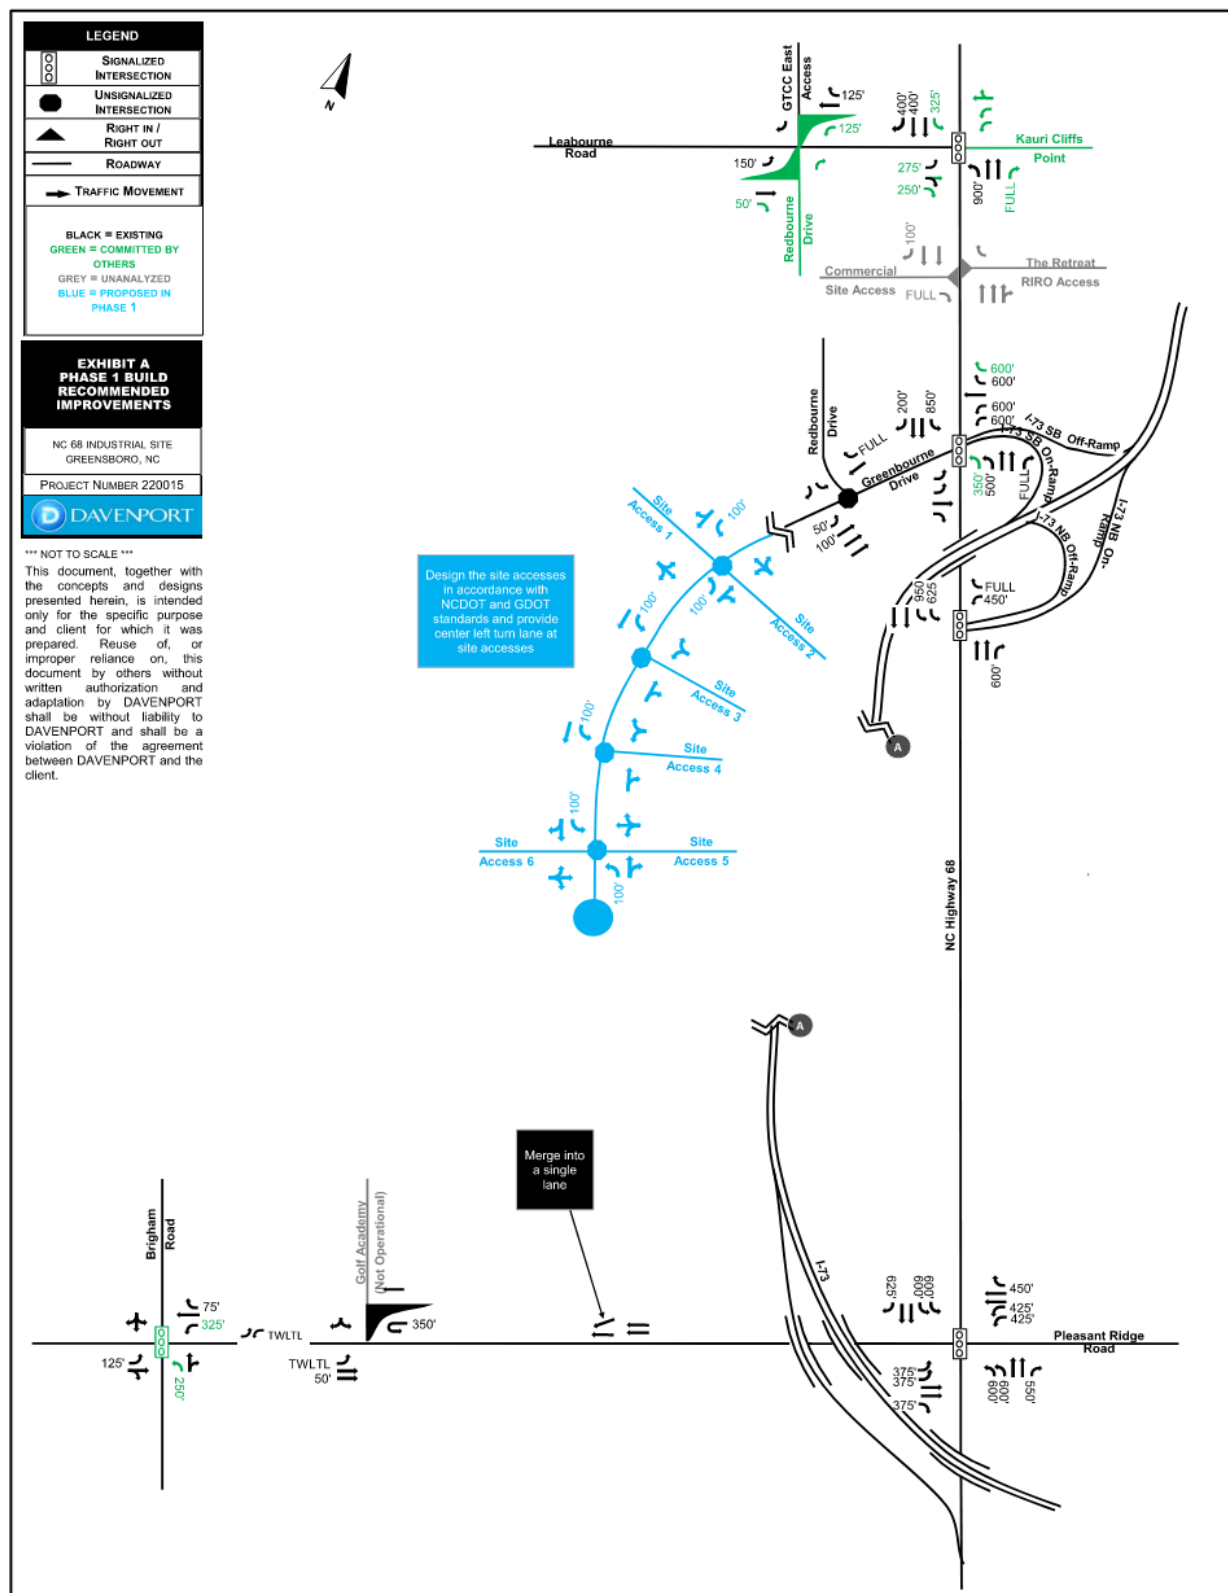 LEGEND
SIGNALIZED
INTERSECTION
UNSIGNALIZED
INTERSECTION
RIGHT IN /
RIGHT OUT
ROADWAY
TRAFFIC MOVEMENT
BLACK = EXISTING
GREEN = COMMITTED BY
OTHERS
GREY = UNANALYZED
BLUE = PROPOSED IN
PHASE 1
EXHIBIT A
PHASE 1 BUILD
RECOMMENDED
IMPROVEMENTS
NC 68 INDUSTRIAL SITE
GREENSBORO, NC
PROJECT NUMBER 220015
D DAVENPORT
*** NOT TO SCALE ***
This document, together with
the concepts and designs
presented herein, is intended
only for the specific purpose
and client for which it was
prepared. Reuse of, or
improper reliance on, this
document by others without
written authorization and
adaptation by DAVENPORT
shall be without liability to
DAVENPORT and shall be a
violation of the agreement
between DAVENPORT and the
client.
N
GTCC East
Access
125'
125'
Leabourne
Road
150'
50'
Redbourne
Drive
400'
400'
325'
Kauri Cliffs
Point
275'
250'
900'
FULL
100'
Commercial
Site Access
FULL
The Retreat
RIRO Access
Redbourne
Drive
FULL
200'
850'
600'
600'
600'
600'
I-73 SB Off-Ramp
I-73 SB On-Ramp
Greenbourne
Drive
350'
500'
FULL
50'
100'
I-73 NB Off-Ramp
I-73 NB On-
Ramp
950'
625'
FULL
450'
600'
A
Site
Access 1
100'
Design the site accesses
in accordance with
NCDOT and GDOT
standards and provide
center left turn lane at
site accesses
100'
100'
Site
Access 2
Site
Access 3
100'
Site
Access 4
100'
Site
Access 6
Site
Access 5
100'
NC Highway 68
A
Merge into
a single
lane
I-73
Brigham
Road
75'
325'
125'
250'
TWLTL
Golf Academy
(Not Operational)
350'
TWLTL
50'
625'
600'
600'
450'
425'
425'
Pleasant Ridge
Road
375'
375'
375'
600'
600'
550'